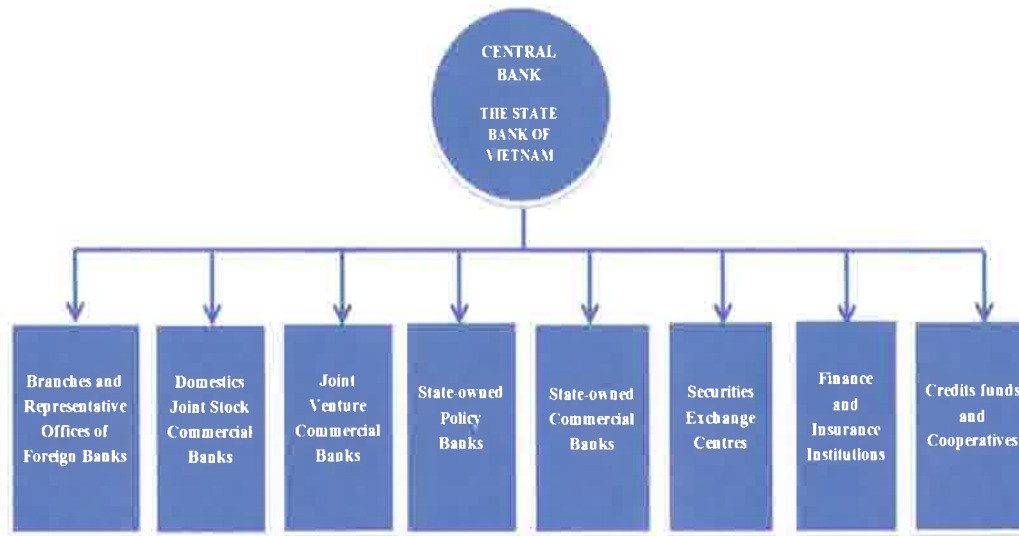 CENTRAL
BANK
THE STATE
BANK OF
VIETNAM
Branches and
Representative
Offices of
Foreign Banks
Domestics
Joint Stock
Commercial
Banks
Joint
Venture
Commercial
Banks
State-owned
Policy
Banks
State-owned
Commercial
Banks
Securities
Exchange
Centres
Finance
and
Insurance
Institutions
Credits funds
and
Cooperatives